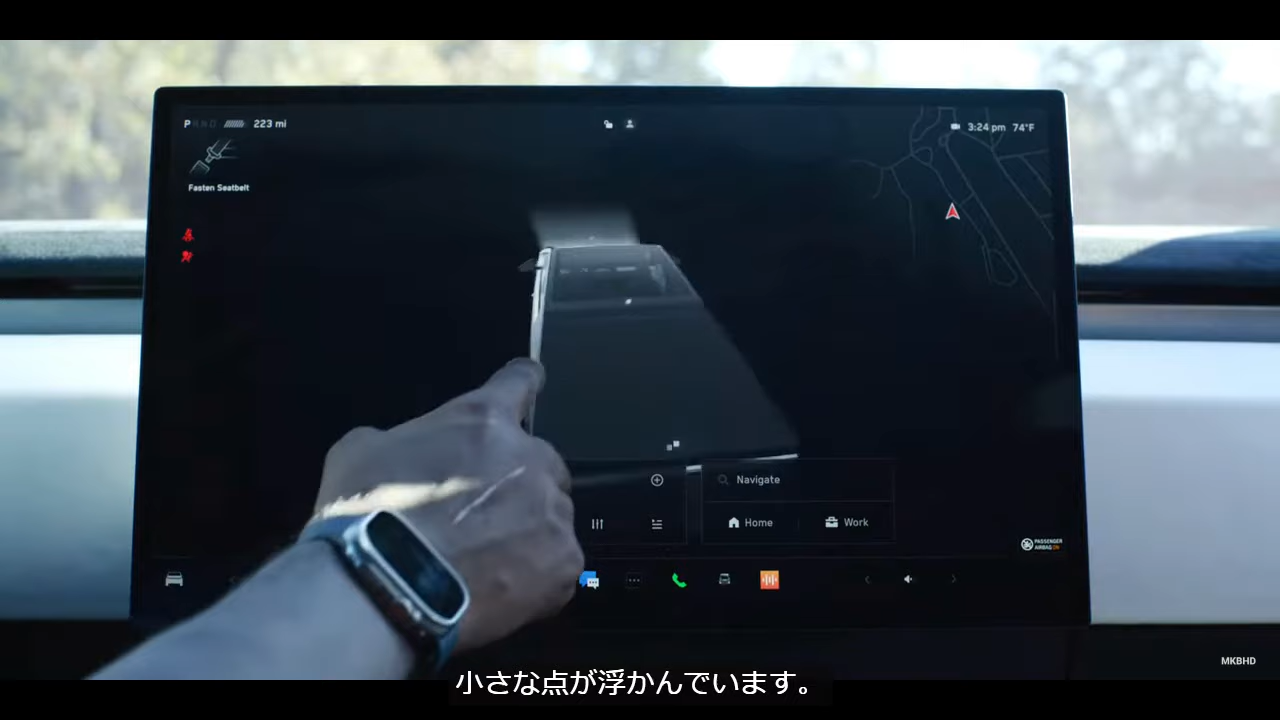 PRND 223 mi
3:24 pm 74°F
Fasten Seatbelt
Navigate
Home
Work
PASSENGER
AIRBAG ON
MKBHD
小さな点が浮かんでいます。